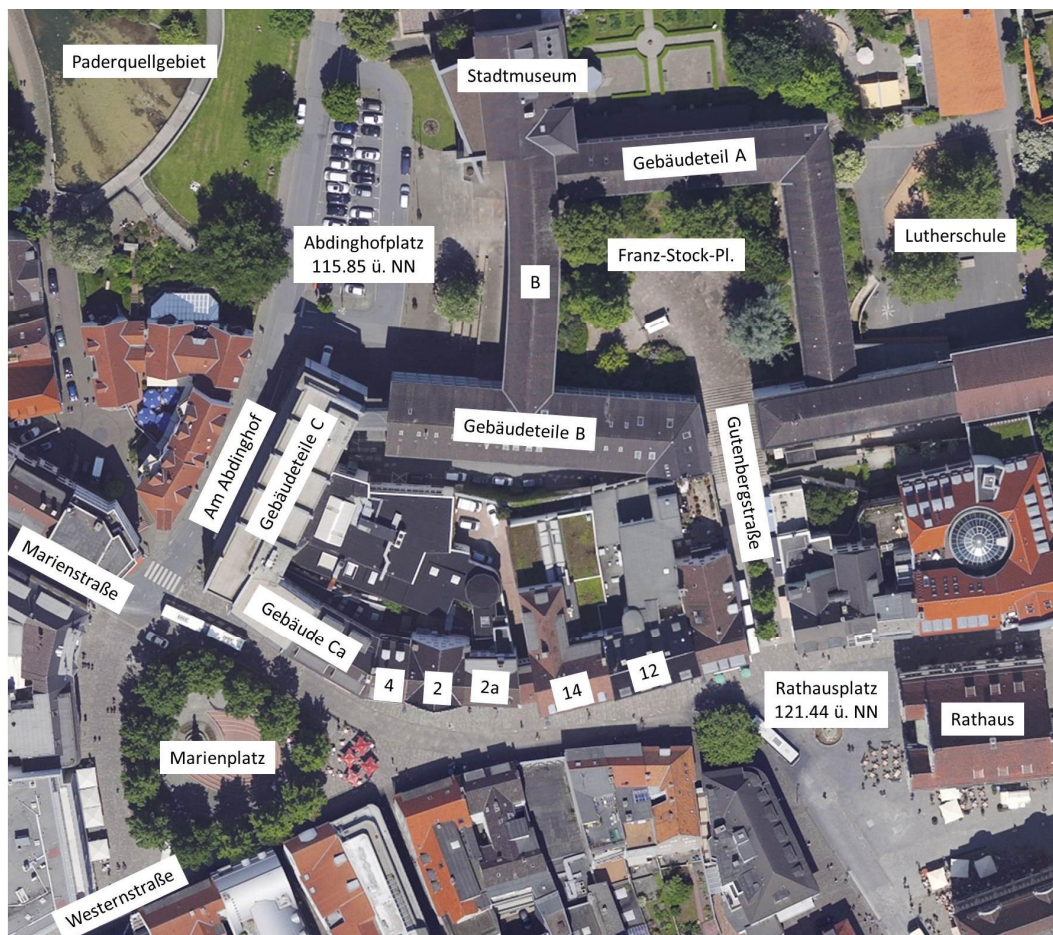 Paderquellgebiet
Stadtmuseum
Gebäudeteil A
Abdinghofplatz
115.85 ü. NN
Franz-Stock-Pl.
Lutherschule
B
Gebäudeteile B
Am Abdinghof
Gebäudeteile C
Gutenbergstraße
Marienstraße
Gebäude Ca
4
2
2a
14
12
Rathausplatz
121.44 ü. NN
Rathaus
Marienplatz
Westernstraße